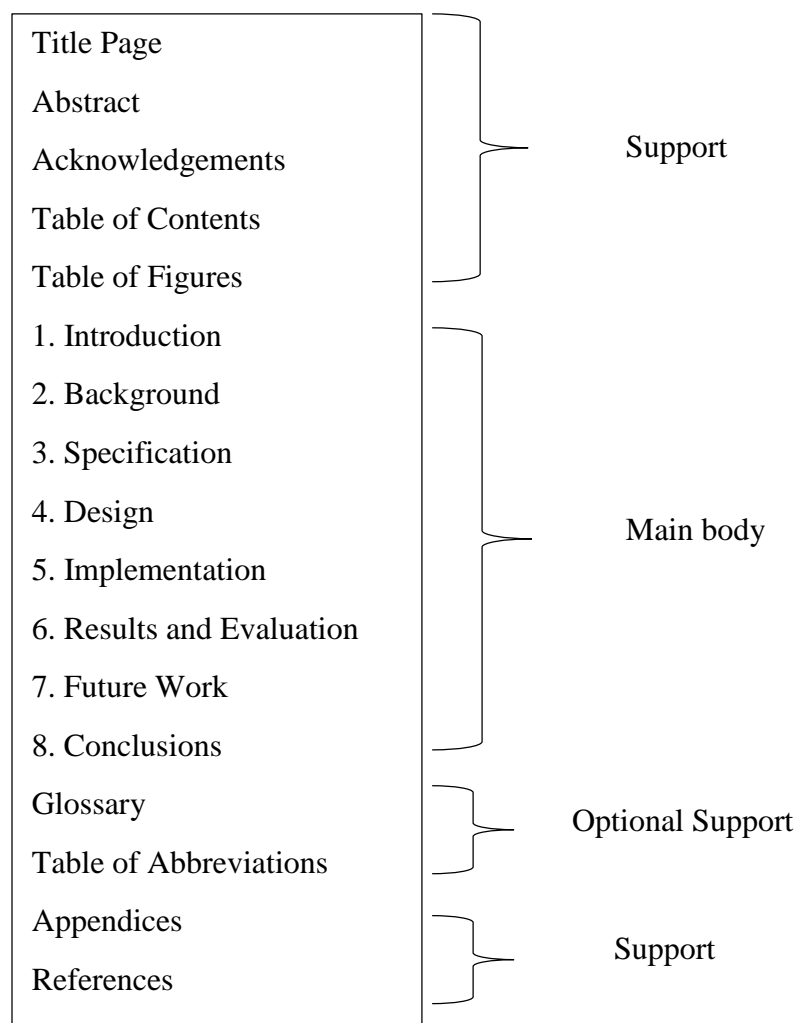 Title Page
Abstract
Acknowledgements
Table of Contents
Table of Figures
Support
1. Introduction
2. Background
3. Specification
4. Design
5. Implementation
6. Results and Evaluation
7. Future Work
8. Conclusions
Main body
Glossary
Table of Abbreviations
Optional Support
Appendices
References
Support